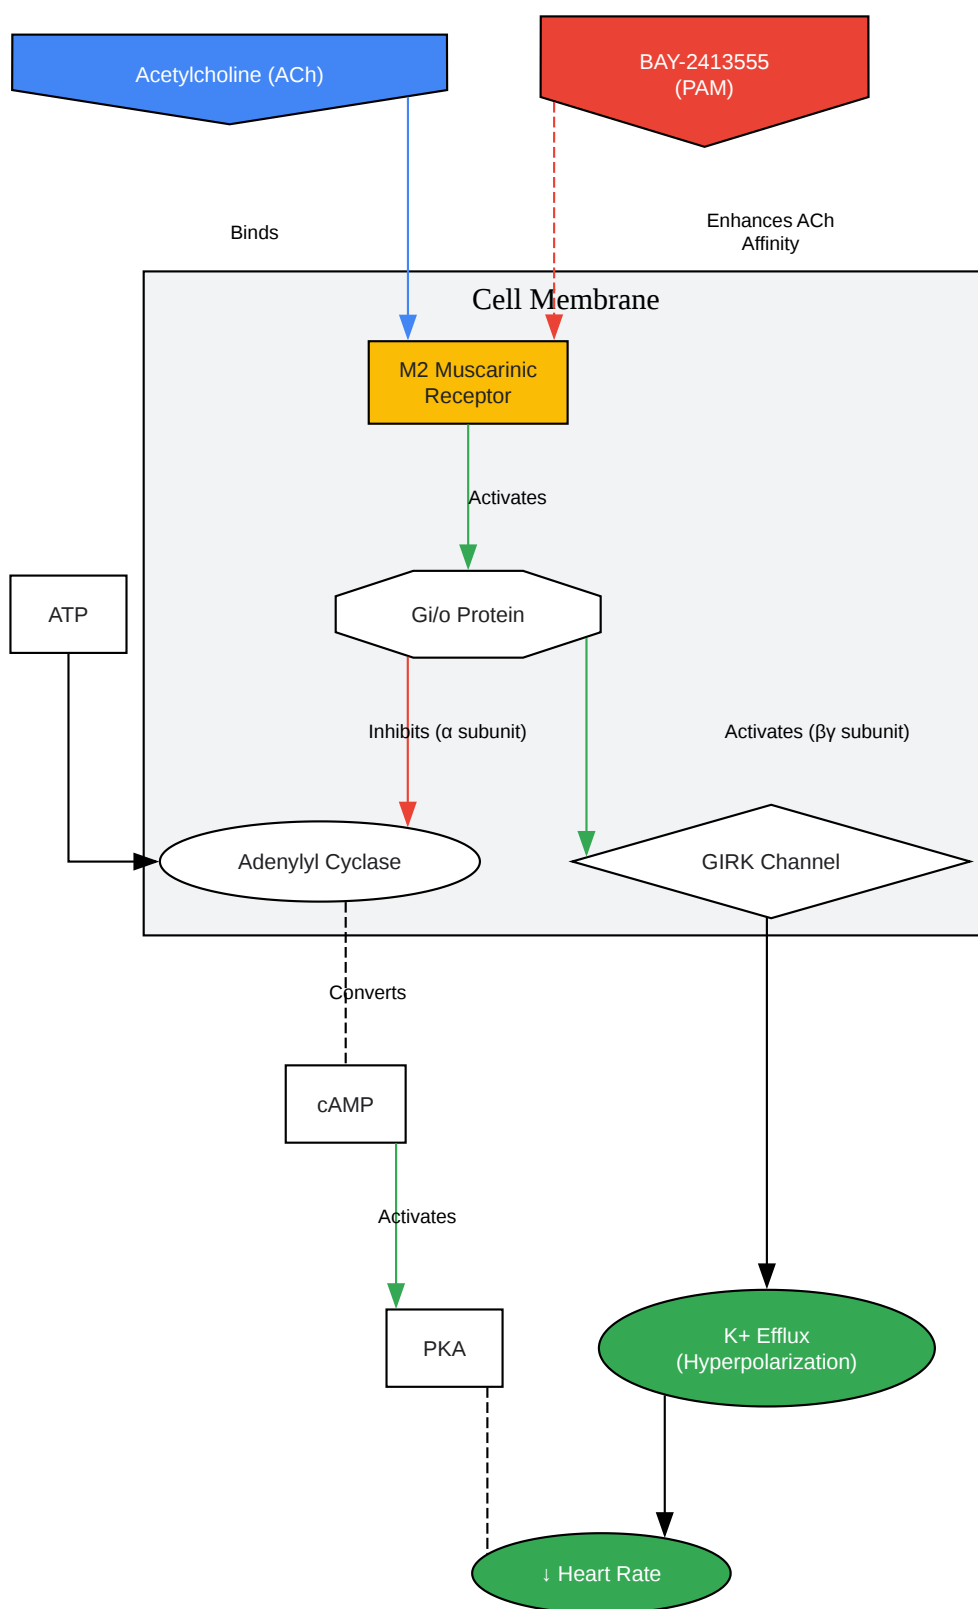 Acetylcholine (ACh)
BAY-2413555
(PAM)
Binds
Enhances ACh
Affinity
Cell Membrane
M2 Muscarinic
Receptor
Activates
ATP
Gi/o Protein
Inhibits (α subunit)
Activates (βγ subunit)
Adenylyl Cyclase
GIRK Channel
Converts
cAMP
Activates
PKA
K+ Efflux
(Hyperpolarization)
↓ Heart Rate